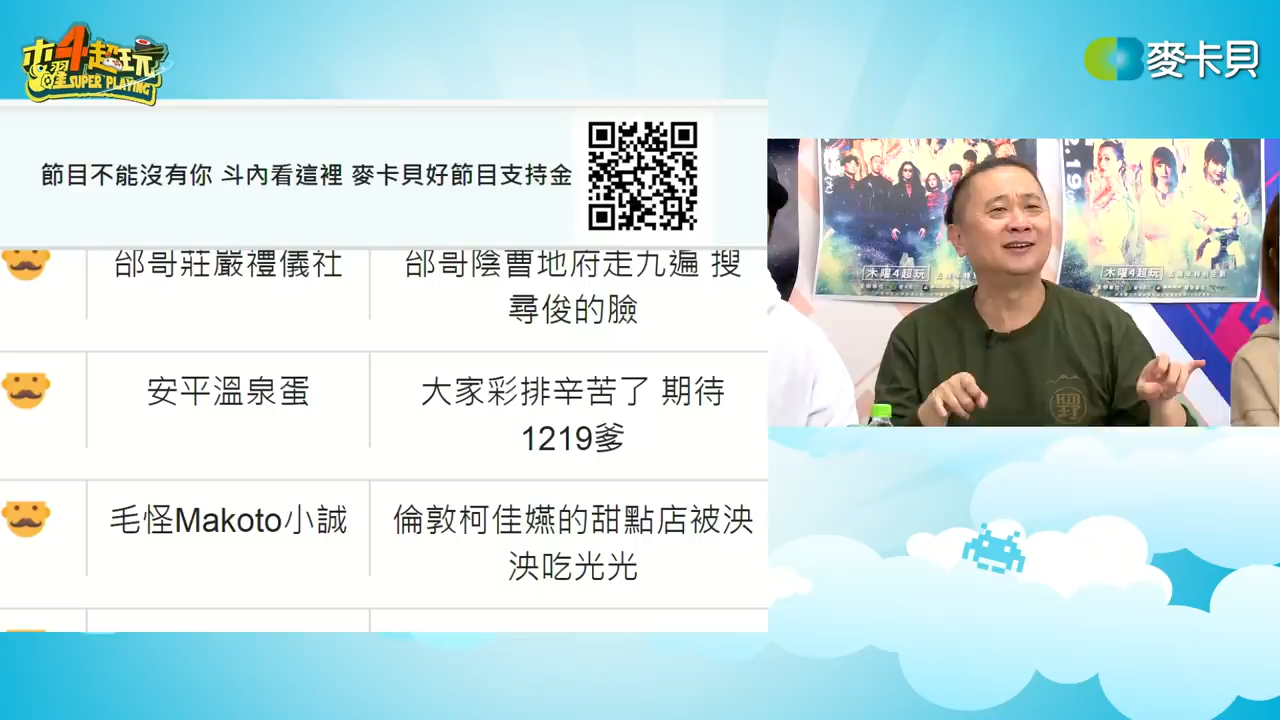 木曜4超玩
SUPER PLAYING
麥卡貝
節目不能沒有你 斗內看這裡 麥卡貝好節目支持金
邰哥莊嚴禮儀社
邰哥陰曹地府走九遍 搜
尋俊的臉
安平溫泉蛋
大家彩排辛苦了 期待
1219爹
毛怪Makoto小誠
倫敦柯佳嬿的甜點店被泱
泱吃光光
2.19
木曜4超玩
木曜4超玩